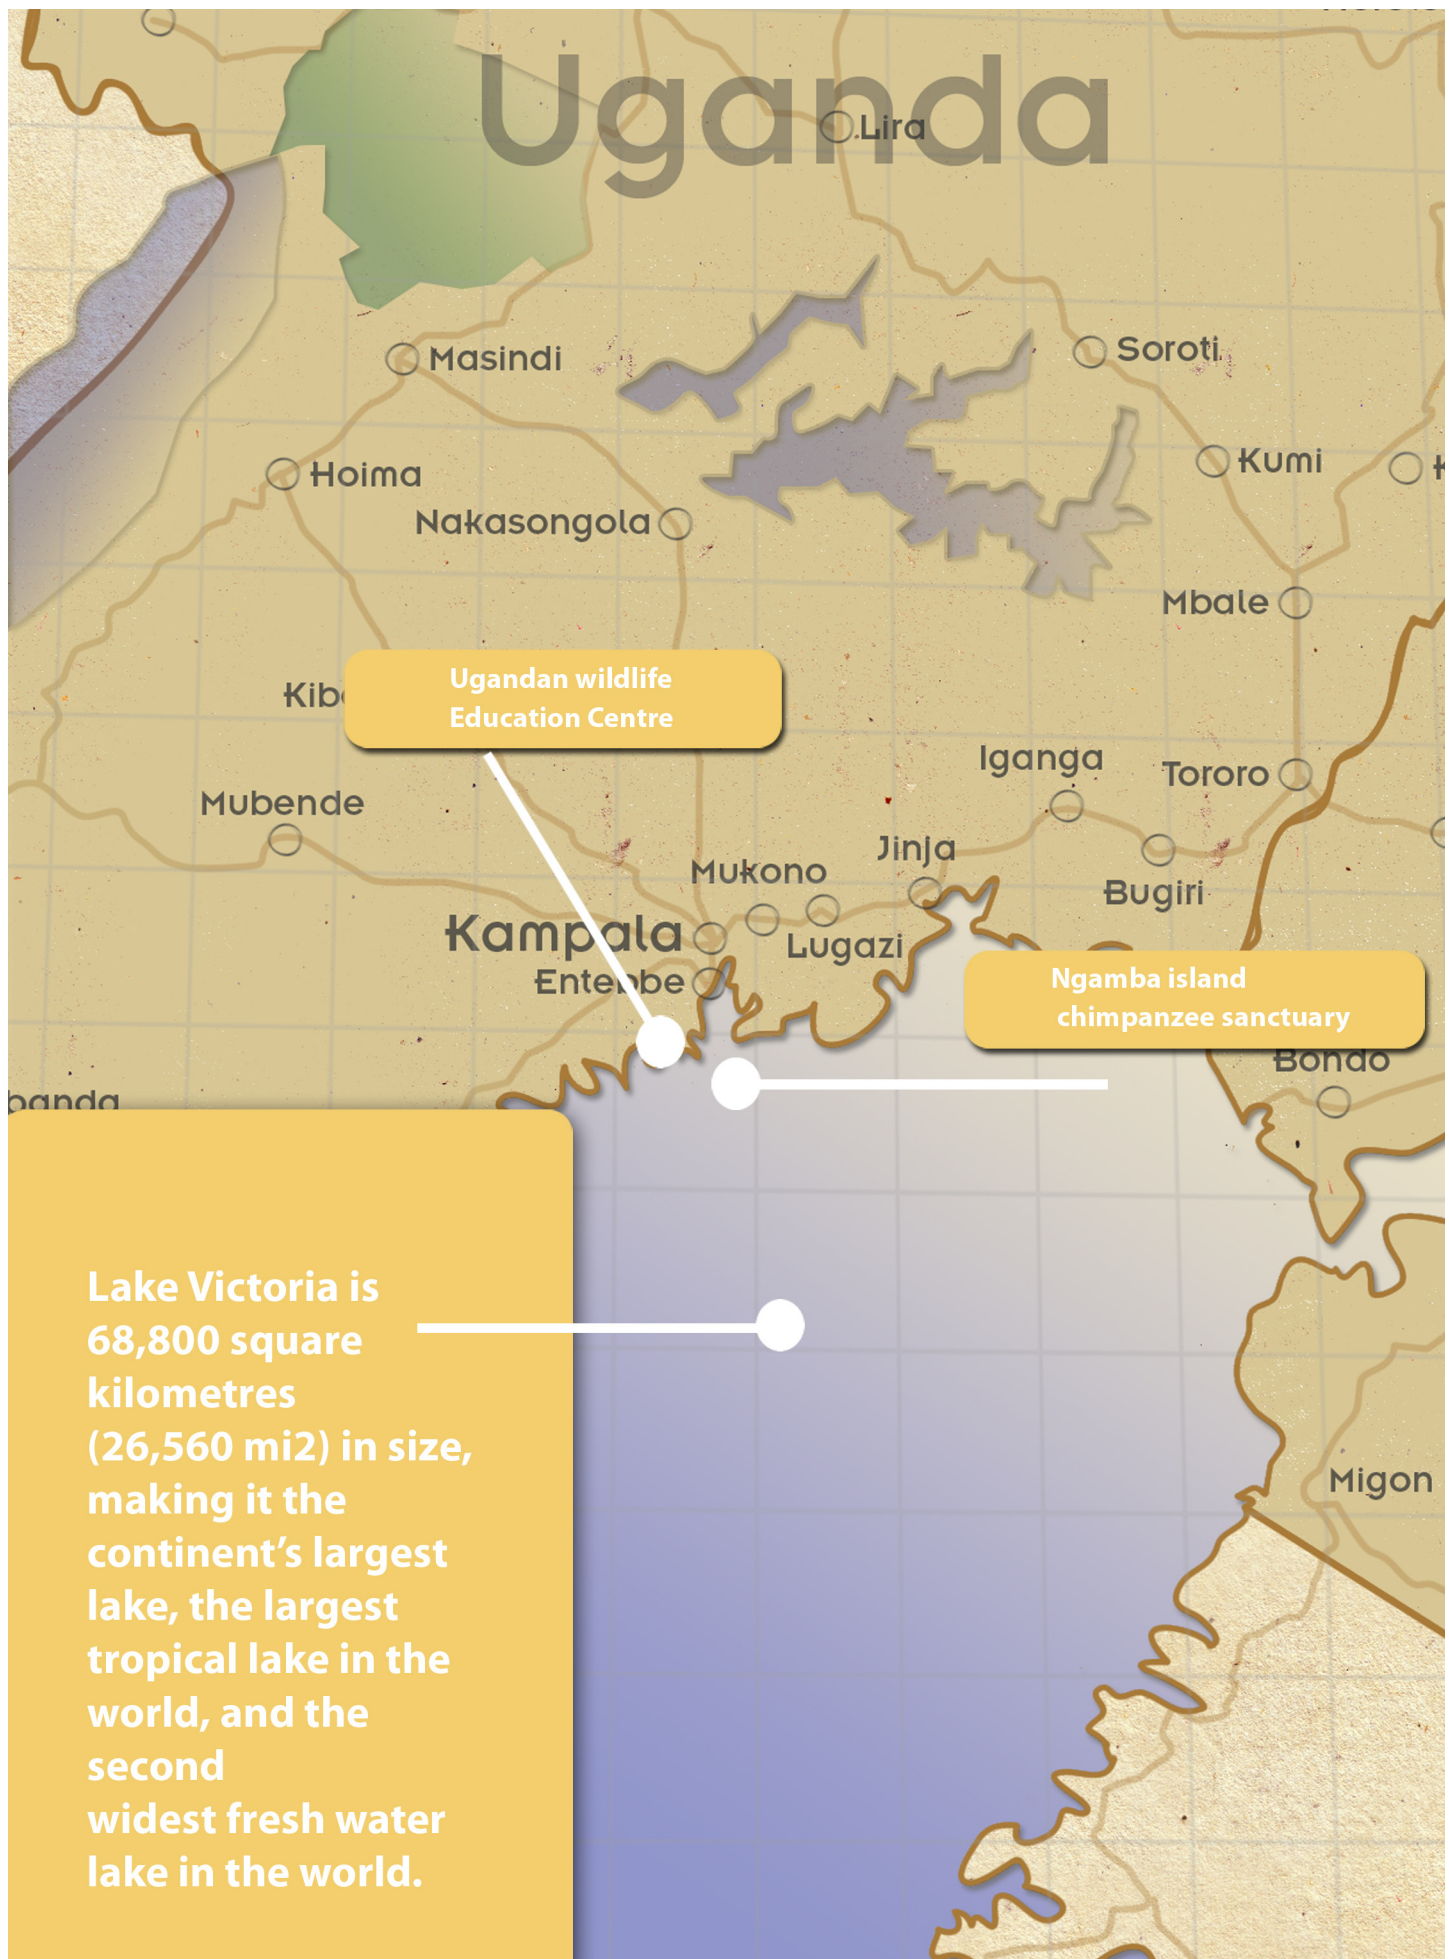 Uganda
Lira
Masindi
Soroti
Hoima
Kumi
Nakasongola
Mbale
Ugandan wildlife
Education Centre
Iganga
Tororo
Mubende
Jinja
Mukono
Bugiri
Kampala
Lugazi
Entebbe
Ngamba island
chimpanzee sanctuary
Bondo
Lake Victoria is
68,800 square
kilometres
(26,560 mi2) in size,
making it the
continent’s largest
lake, the largest
tropical lake in the
world, and the
second
widest fresh water
lake in the world.
Migon